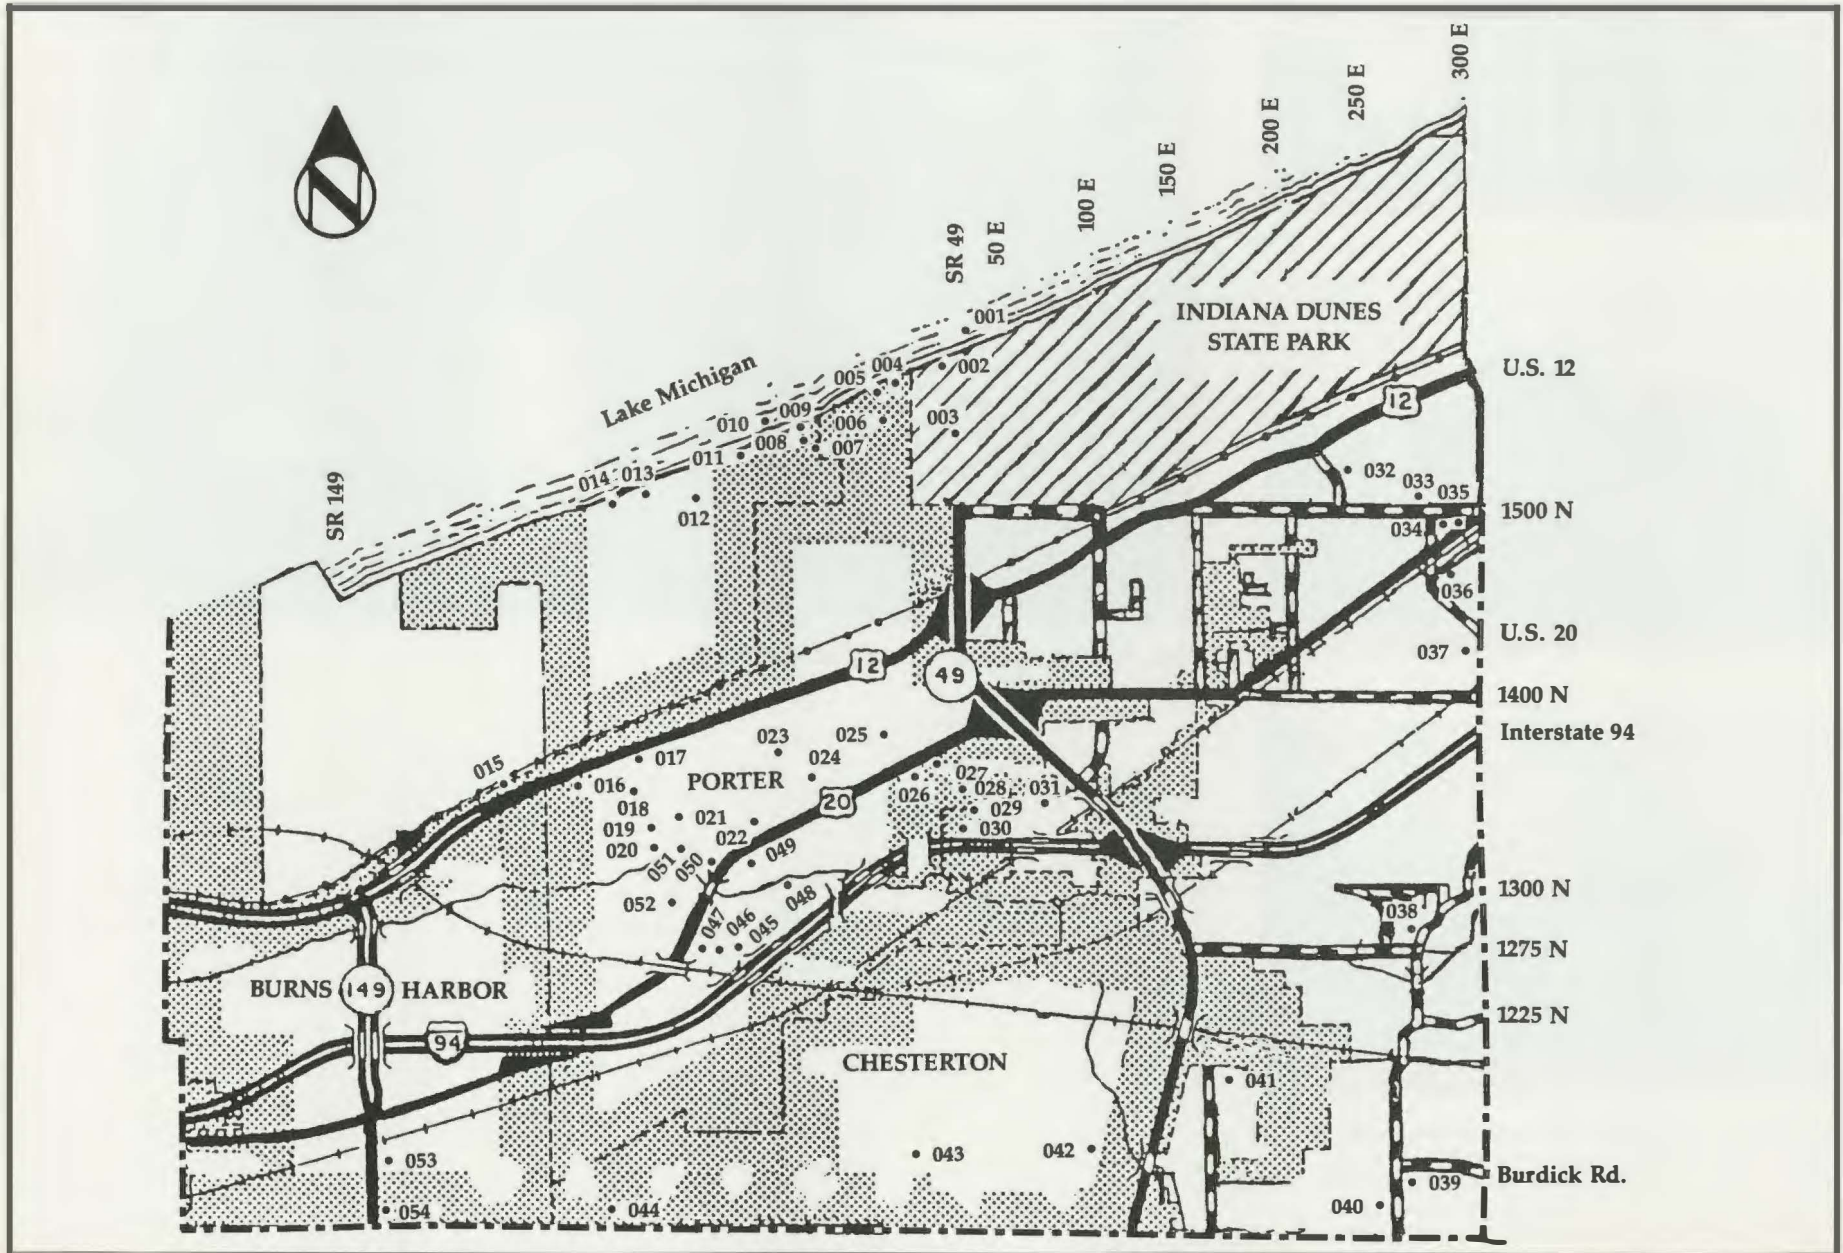 300 E
250 E
200 E
150 E
100 E
50 E
SR 49
N
001
INDIANA DUNES
STATE PARK
Lake Michigan
004
002
005
U.S. 12
12
009
003
010
006
008
007
011
032
013
014
033
035
SR 149
012
1500 N
034
036
U.S. 20
037
12
49
1400 N
Interstate 94
023
025
017
015
024
027
PORTER
016
026
028
031
20
018
029
021
019
022
030
020
049
051
050
1300 N
048
052
038
047
046
045
1275 N
BURNS
149
HARBOR
1225 N
94
CHESTERTON
041
053
043
042
Burdick Rd.
039
054
044
040